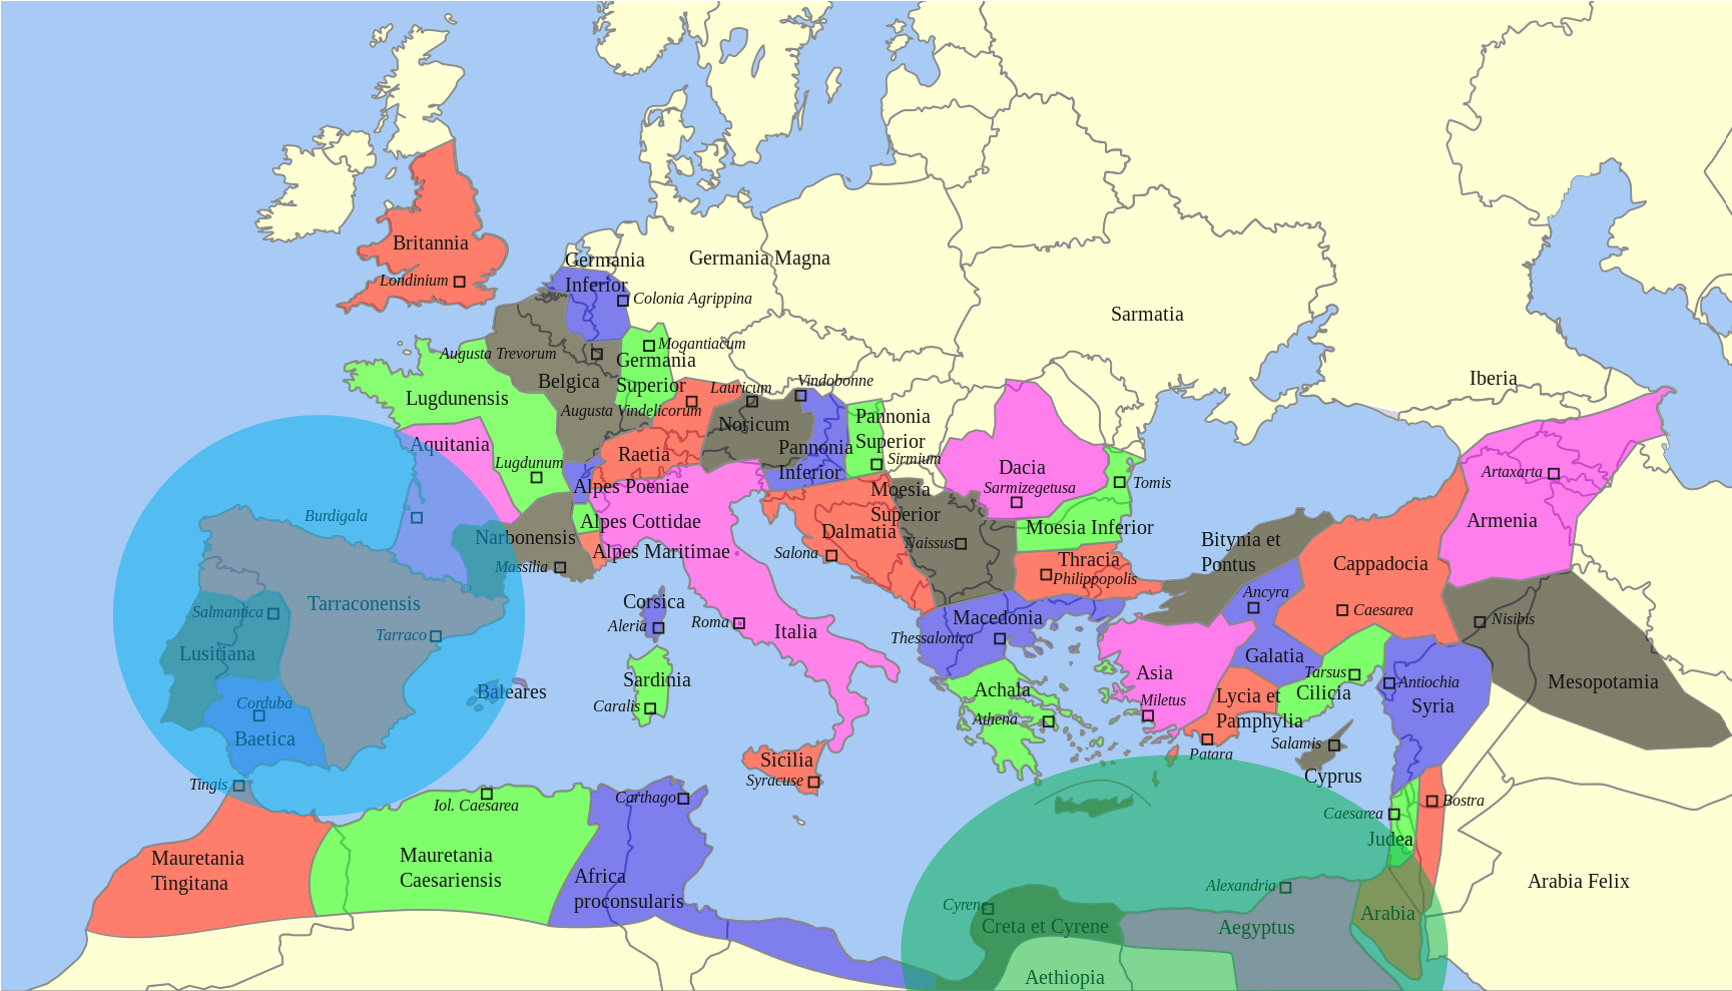 Britannia
Londinium
Germania
Inferior
Germania Magna
Colonia Agrippina
Sarmatia
Augusta Trevorum
Mogantiacum
Germania
Superior
Belgica
Lugdunensis
Lauricum
Vindobonne
Augusta Vindelicorum
Noricum
Pannonia
Superior
Sirmium
Pannonia
Inferior
Iberia
Aquitania
Lugdunum
Raetia
Alpes Poeniae
Dacia
Sarmizegetusa
Tomis
Artaxarta
Armenia
Burdigala
Narbonensis
Massilia
Alpes Cottidae
Alpes Maritimae
Moesia
Superior
Naissus
Dalmatia
Salona
Moesia Inferior
Thracia
Philippopolis
Bitynia et
Pontus
Ancyra
Cappadocia
Caesarea
Nisibis
Salmantica
Tarraconensis
Tarraco
Lusitiana
Corduba
Baetica
Baleares
Corsica
Aleria
Roma
Italia
Sardinia
Caralis
Macedonia
Thessalonica
Achala
Athena
Asia
Miletus
Galatia
Tarsus
Cilicia
Lycia et
Pamphylia
Patara
Antiochia
Syria
Mesopotamia
Salamis
Cyprus
Tingis
Iol. Caesarea
Carthago
Sicilia
Syracuse
Caesarea
Bostra
Judea
Mauretania
Tingitana
Mauretania
Caesariensis
Africa
proconsularis
Cyrene
Creta et Cyrene
Alexandria
Aegyptus
Arabia
Arabia Felix
Aethiopia